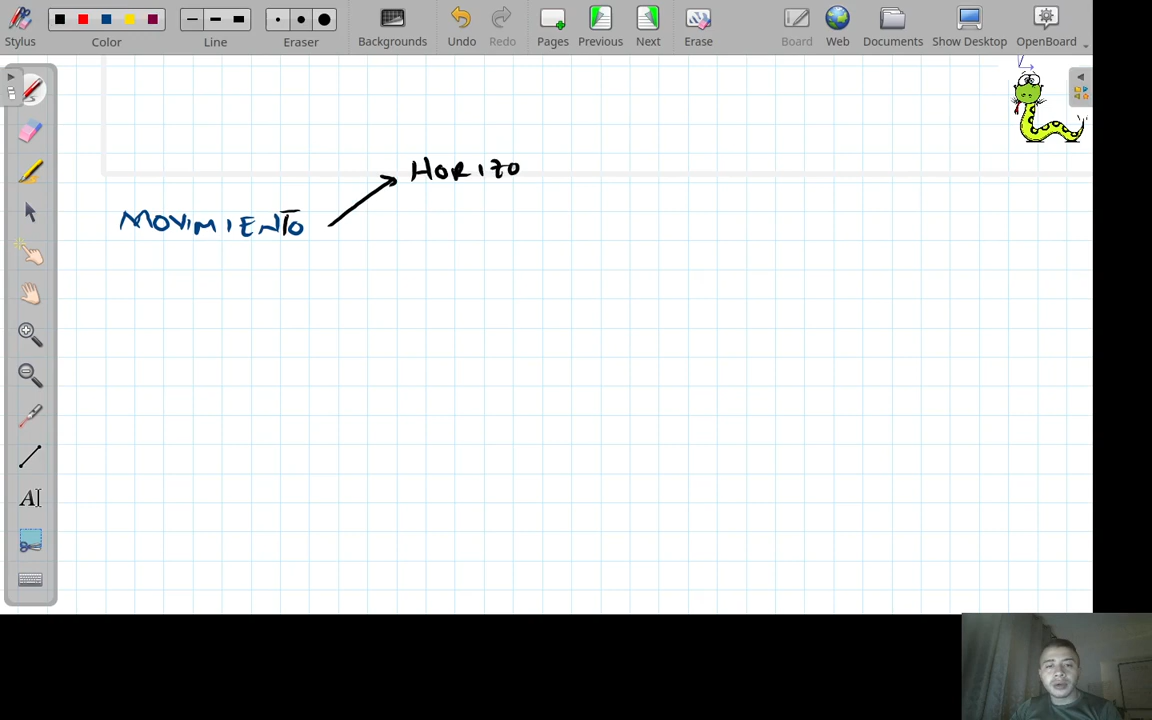 Stylus Color Line Eraser Backgrounds Undo Redo Pages Previous Next Erase Board Web Documents Show Desktop OpenBoard
HORIZO
MOVIMIENTO